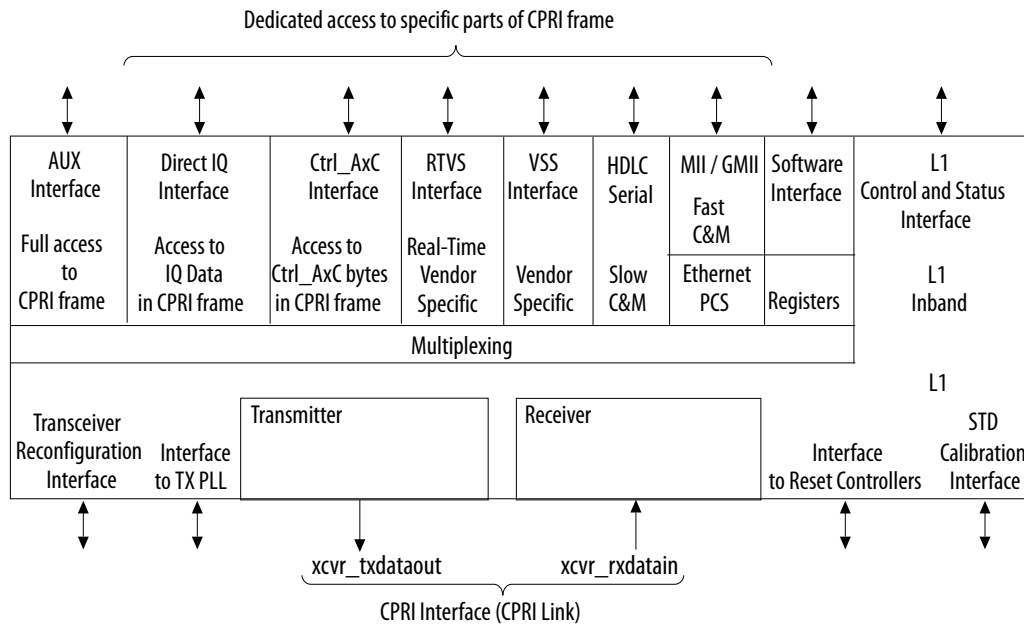 Dedicated access to specific parts of CPRI frame
AUX
Interface
Full access
to
CPRI frame
Direct IQ
Interface
Access to
IQ Data
in CPRI frame
Ctrl_AxC
Interface
Access to
Ctrl_AxC bytes
in CPRI frame
RTVS
Interface
Real-Time
Vendor
Specific
VSS
Interface
Vendor
Specific
HDLC
Serial
Slow
C&M
MII / GMII
Fast
C&M
Ethernet
PCS
Software
Interface
Registers
L1
Control and Status
Interface
L1
Inband
Multiplexing
L1
Transceiver
Reconfiguration
Interface
Interface
to TX PLL
Transmitter
Receiver
Interface
to Reset Controllers
STD
Calibration
Interface
xcvr_txdataout
xcvr_rxdatain
CPRI Interface (CPRI Link)